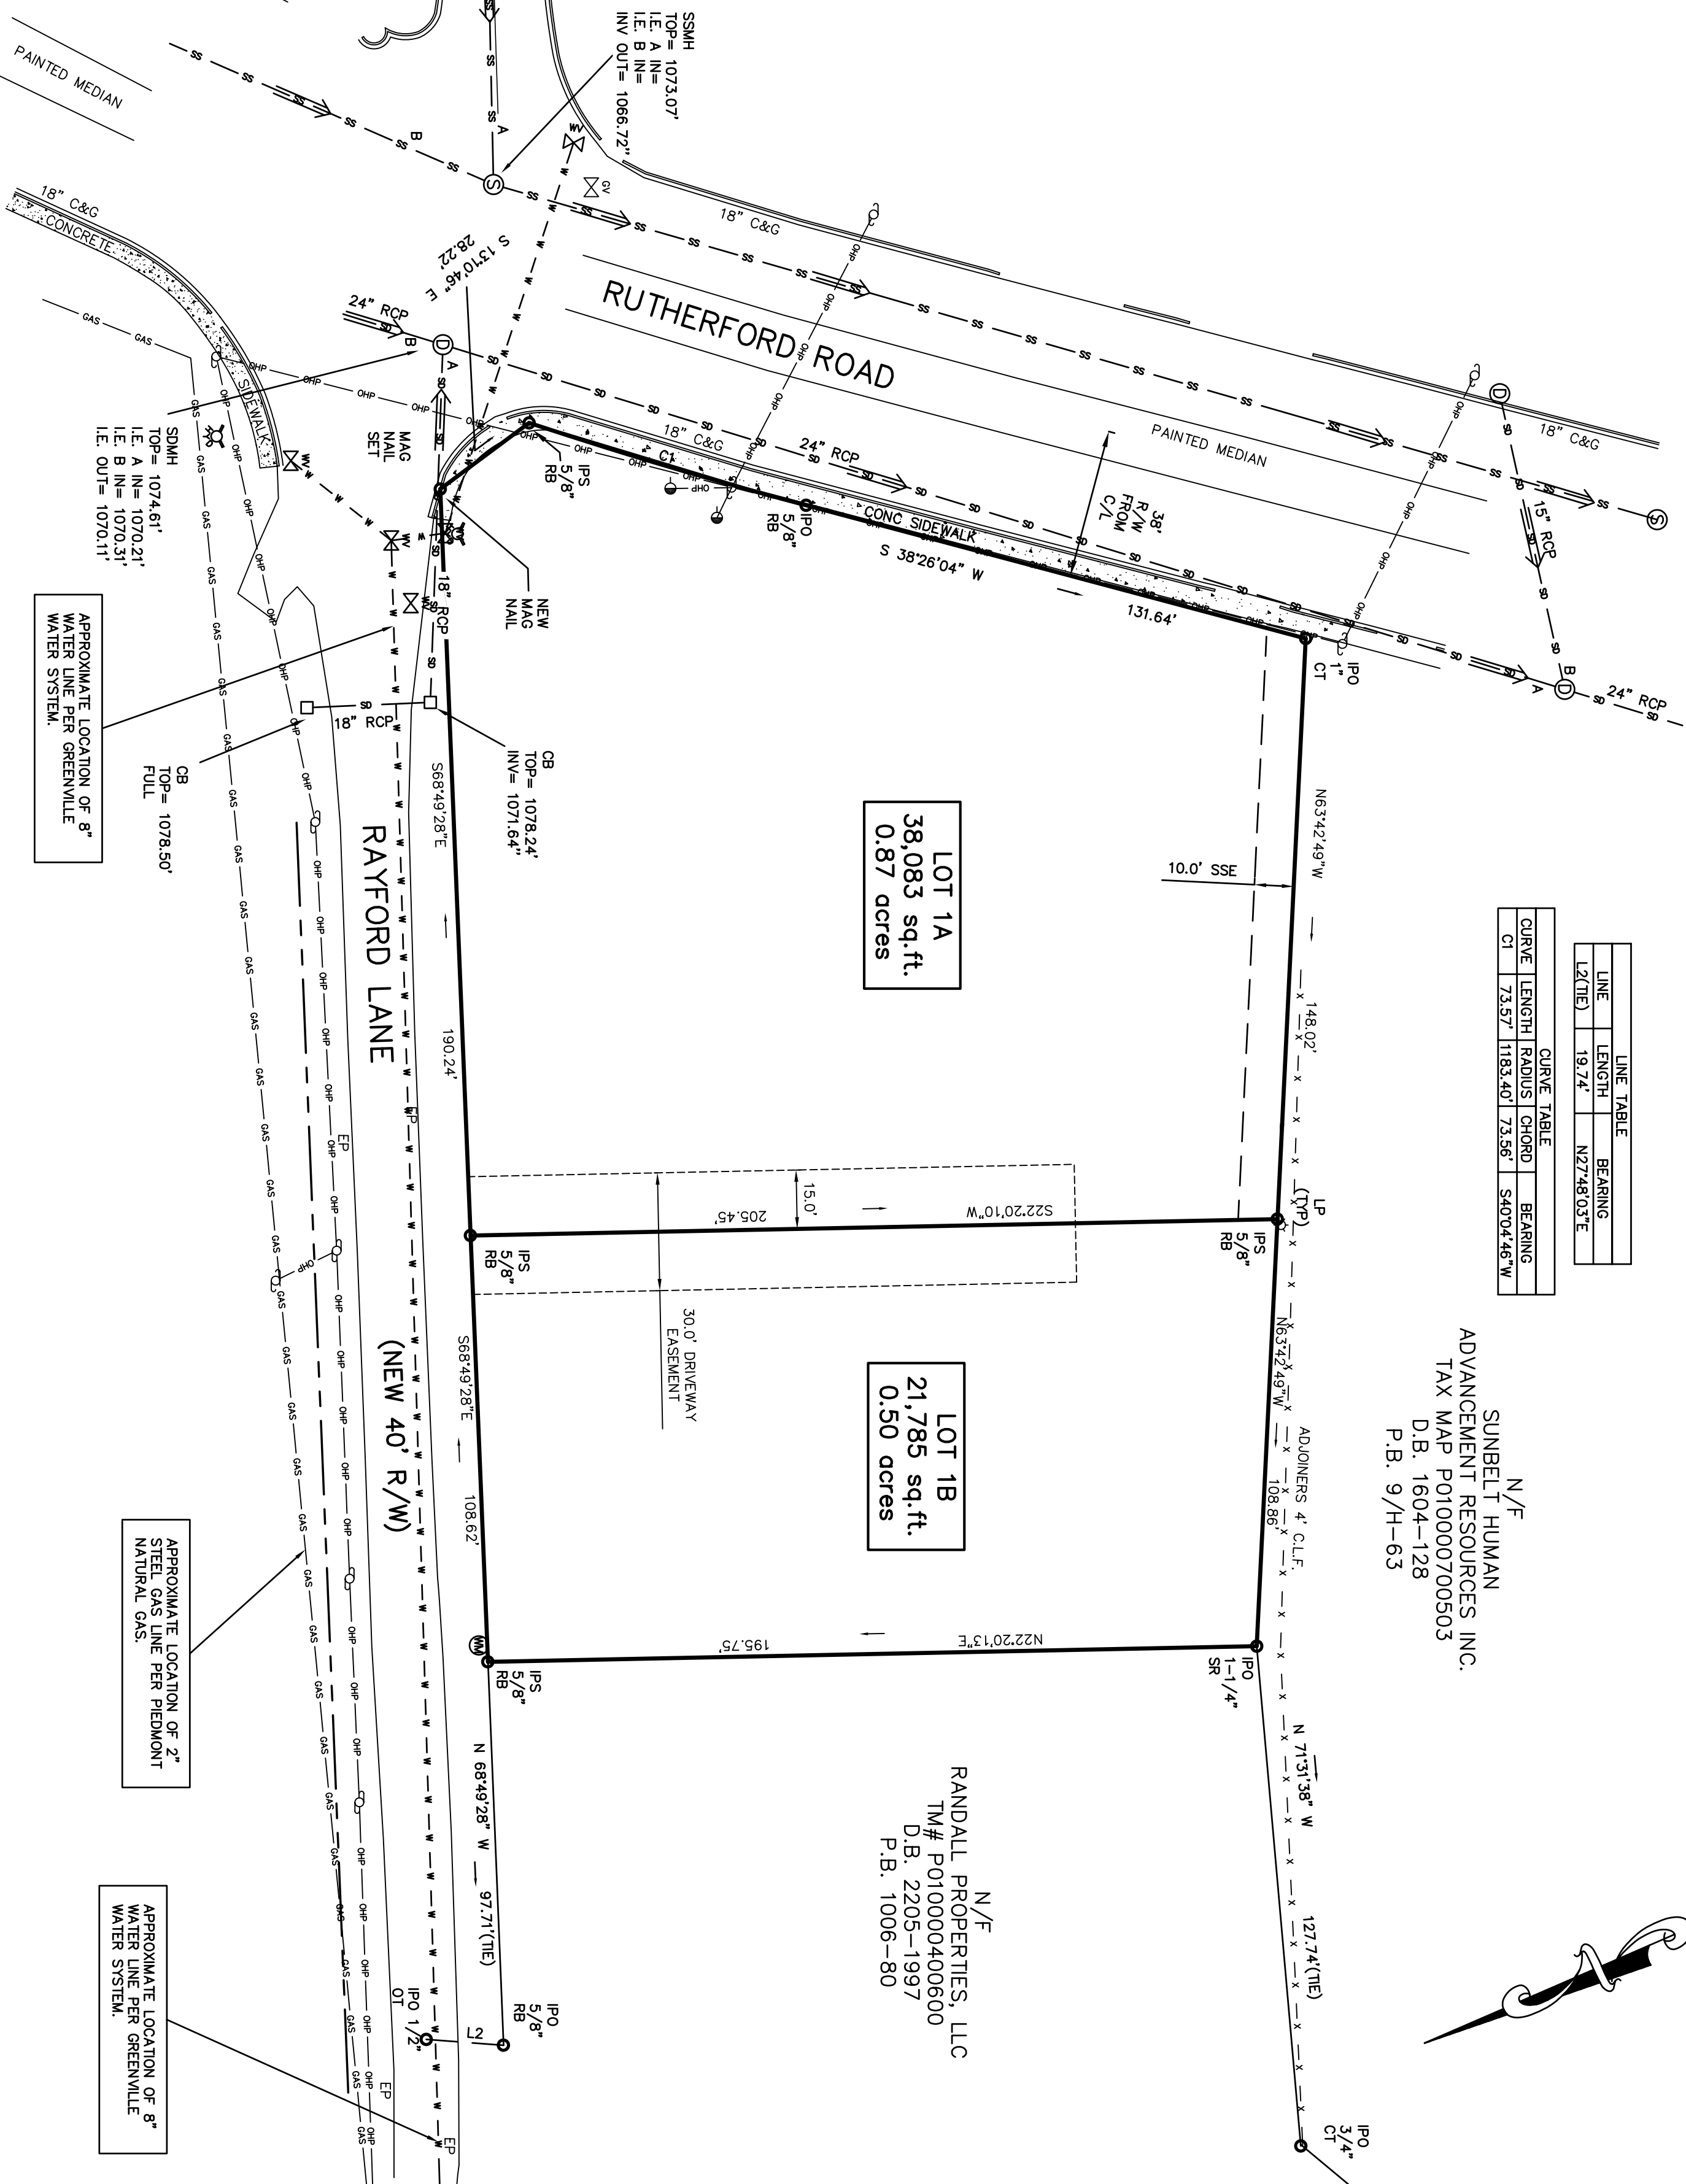 SSMH
TOP= 1073.07'
I.E. A IN=
I.E. B IN=
INV OUT= 1066.72"
PAINTED MEDIAN
18" C&G
CONCRETE
SIDEWALK
A
B
S
WV
GV
18" C&G
RUTHERFORD ROAD
PAINTED MEDIAN
18" C&G
15" RCP
24" RCP
A
B
D
S 13°10'46" E
28.22'
24" RCP
B
A
D
SDMH
TOP= 1074.61'
I.E. A IN= 1070.21'
I.E. B IN= 1070.31'
I.E. OUT= 1070.11'
MAG
NAIL
SET
NEW
MAG
NAIL
IPS
5/8"
RB
18" C&G
C1
24" RCP
IPO
5/8"
RB
CONC SIDEWALK
S 38°26'04" W
131.64'
38'
R/W
FROM
C/L
IPO
1"
CT
N63°42'49"W
148.02'
10.0' SSE
LOT 1A
38,083 sq.ft.
0.87 acres
18" RCP
18" RCP
CB
TOP= 1078.24'
INV= 1071.64"
CB
TOP= 1078.50'
FULL
APPROXIMATE LOCATION OF 8"
WATER LINE PER GREENVILLE
WATER SYSTEM.
S68°49'28"E
190.24'
RAYFORD LANE
(NEW 40' R/W)
EP
EP
LINE TABLE
LINE LENGTH BEARING
L2(TIE) 19.74' N27°48'03"E
CURVE TABLE
CURVE LENGTH RADIUS CHORD BEARING
C1 73.57' 1183.40' 73.56' S40°04'46"W
LP
(TYP)
IPS
5/8"
RB
15.0'
S22°20'10"W
205.45'
IPS
5/8"
RB
30.0' DRIVEWAY
EASEMENT
LOT 1B
21,785 sq.ft.
0.50 acres
N63°42'49"W
108.86'
ADJOINERS 4' C.L.F.
S68°49'28"E
108.62'
N/F
SUNBELT HUMAN
ADVANCEMENT RESOURCES INC.
TAX MAP P010000700503
D.B. 1604-128
P.B. 9/H-63
N22°20'13"E
195.75'
IPO
1-1/4"
SR
WM
IPS
5/8"
RB
APPROXIMATE LOCATION OF 2"
STEEL GAS LINE PER PIEDMONT
NATURAL GAS.
N 71°31'38" W
127.74'(TIE)
N/F
RANDALL PROPERTIES, LLC
TM# P010000400600
D.B. 2205-1997
P.B. 1006-80
N 68°49'28" W
97.71'(TIE)
IPO
5/8"
RB
L2
IPO 1/2"
OT
IPO
3/4"
CT
EP
EP
APPROXIMATE LOCATION OF 8"
WATER LINE PER GREENVILLE
WATER SYSTEM.